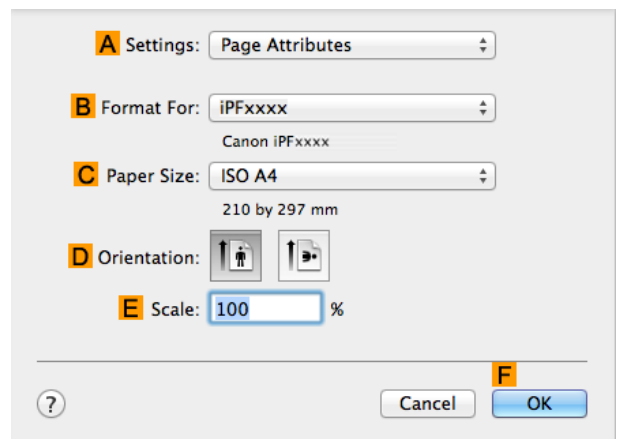 A Settings: Page Attributes
B Format For: iPFxxxx
Canon iPFxxxx
C Paper Size: ISO A4
210 by 297 mm
D Orientation:
E Scale: 100 %
F
? Cancel OK